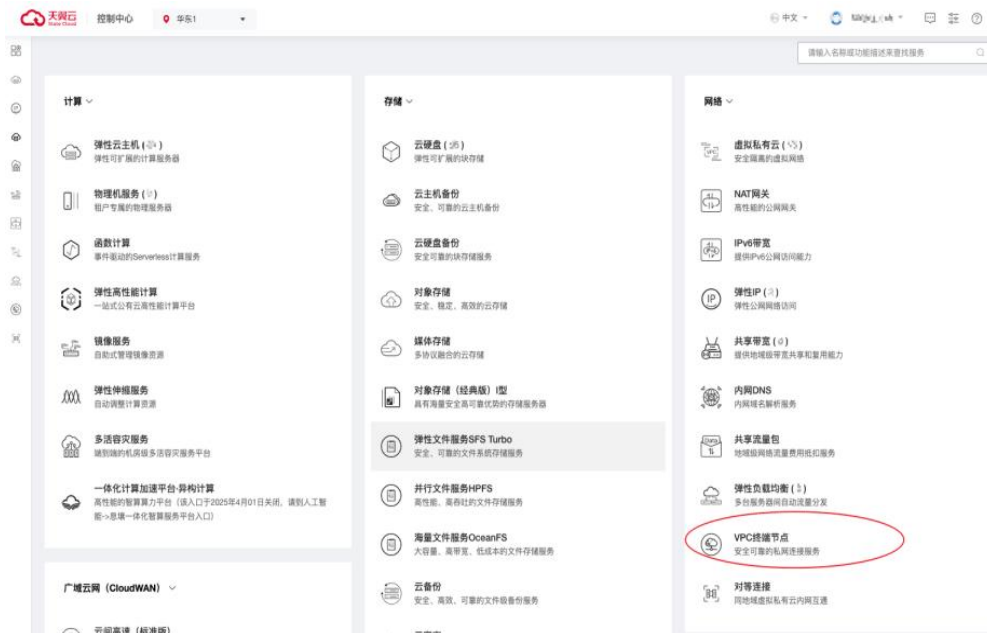 天翼云
State Cloud
控制中心
华东1
中文
请输入名称或功能描述来查找服务
计算
弹性云主机 (
弹性可扩展的计算服务器
物理机服务 (
租户专属的物理服务器
函数计算
事件驱动的Serverless计算服务
弹性高性能计算
一站式公有云高性能计算平台
镜像服务
自助式管理镜像资源
弹性伸缩服务
自动调整计算资源
多活容灾服务
端到端的机房级多活容灾服务平台
一体化计算加速平台·异构计算
高性能的智算算力平台（该入口于2025年04月01日关闭，请到人工智
能->息壤一体化智算服务平台入口）
广域云网（CloudWAN）
云间高速（标准版）
存储
云硬盘 (
弹性可扩展的块存储
云主机备份
安全、可靠的云主机备份
云硬盘备份
安全可靠的块存储服务
对象存储
安全、稳定、高效的云存储
媒体存储
多协议融合的云存储
对象存储（经典版）I型
具有海量安全高可靠优势的存储服务器
弹性文件服务SFS Turbo
安全、可靠的文件系统存储服务
并行文件服务HPFS
高性能、高吞吐的文件存储服务
海量文件服务OceanFS
大容量、高带宽、低成本的文件存储服务
云备份
安全、高效、可靠的文件级备份服务
网络
虚拟私有云 (
安全隔离的虚拟网络
NAT网关
高性能的公网网关
IPv6带宽
提供IPv6公网访问能力
弹性IP (
弹性公网网络访问
共享带宽 (
提供地域级带宽共享和复用能力
内网DNS
内网域名解析服务
共享流量包
地域级网络流量费用抵扣服务
弹性负载均衡 (
多台服务器间自动流量分发
VPC终端节点
安全可靠的私网连接服务
对等连接
同地域虚拟私有云内网互通